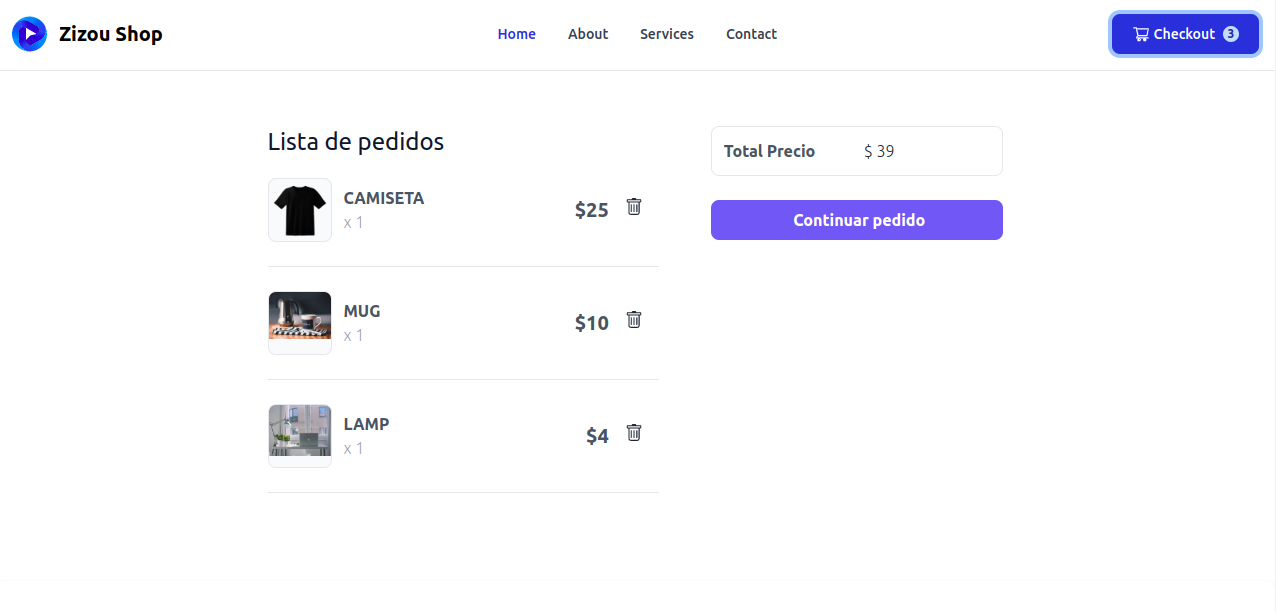 Zizou Shop
Home About Services Contact
Checkout 3
Lista de pedidos
CAMISETA
x 1
$25
MUG
x 1
$10
LAMP
x 1
$4
Total Precio $ 39
Continuar pedido